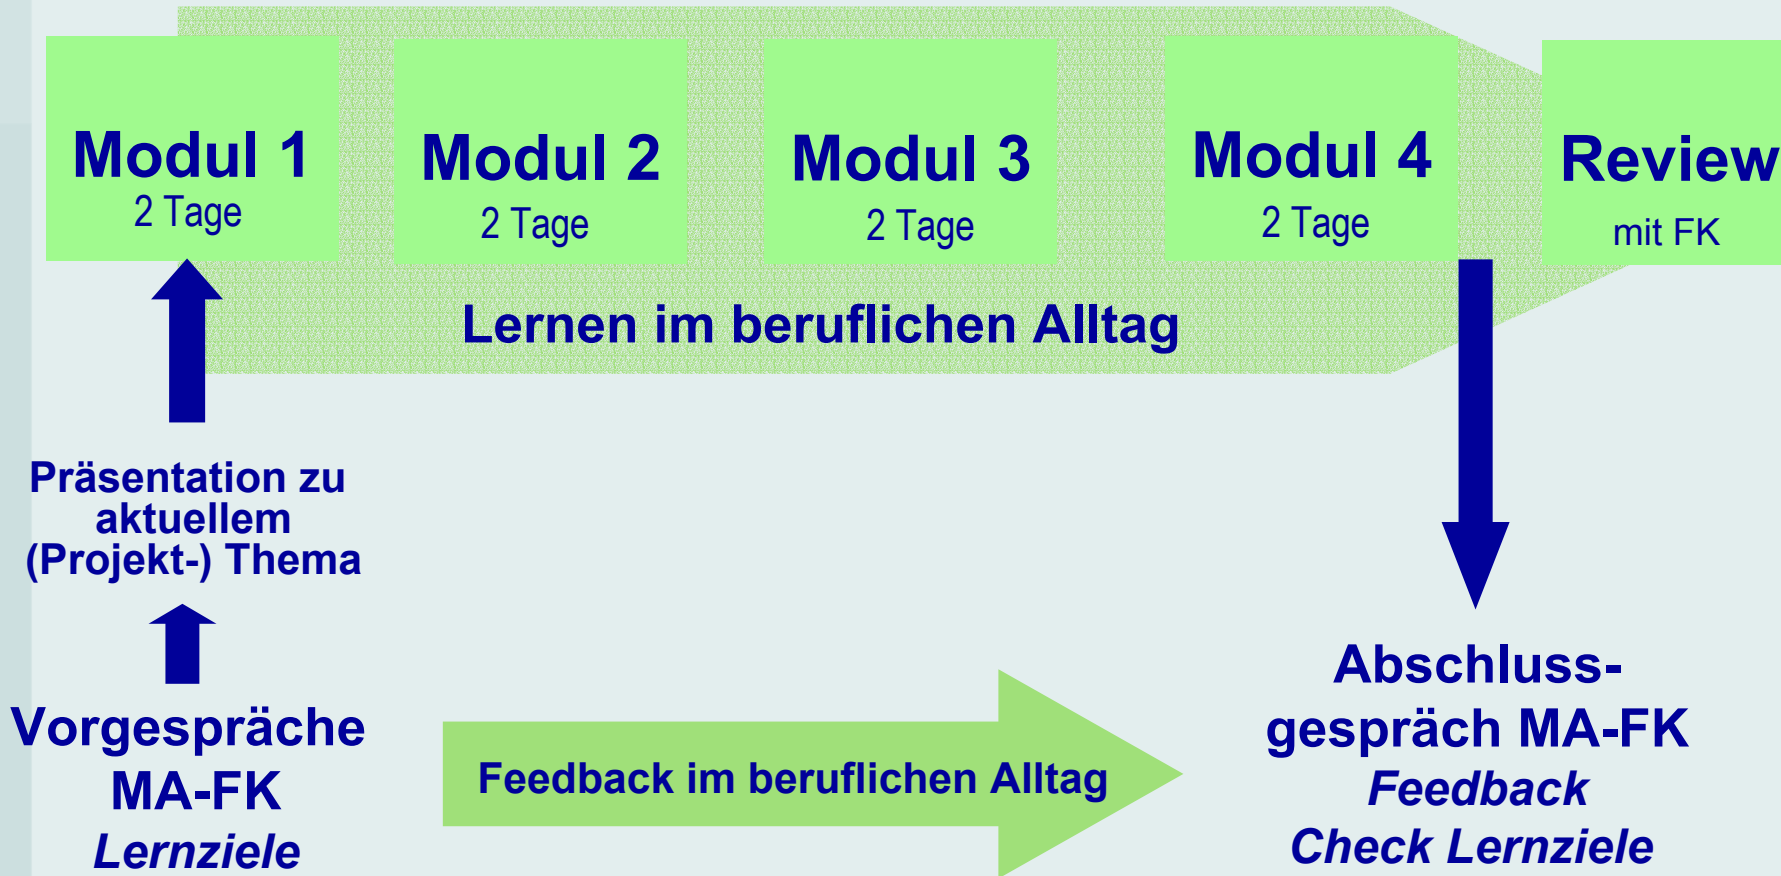 Modul 1
2 Tage
Modul 2
2 Tage
Modul 3
2 Tage
Modul 4
2 Tage
Review
mit FK
Lernen im beruflichen Alltag
Präsentation zu
aktuellem
(Projekt-) Thema
Vorgespräche
MA-FK
Lernziele
Feedback im beruflichen Alltag
Abschluss-
gespräch MA-FK
Feedback
Check Lernziele